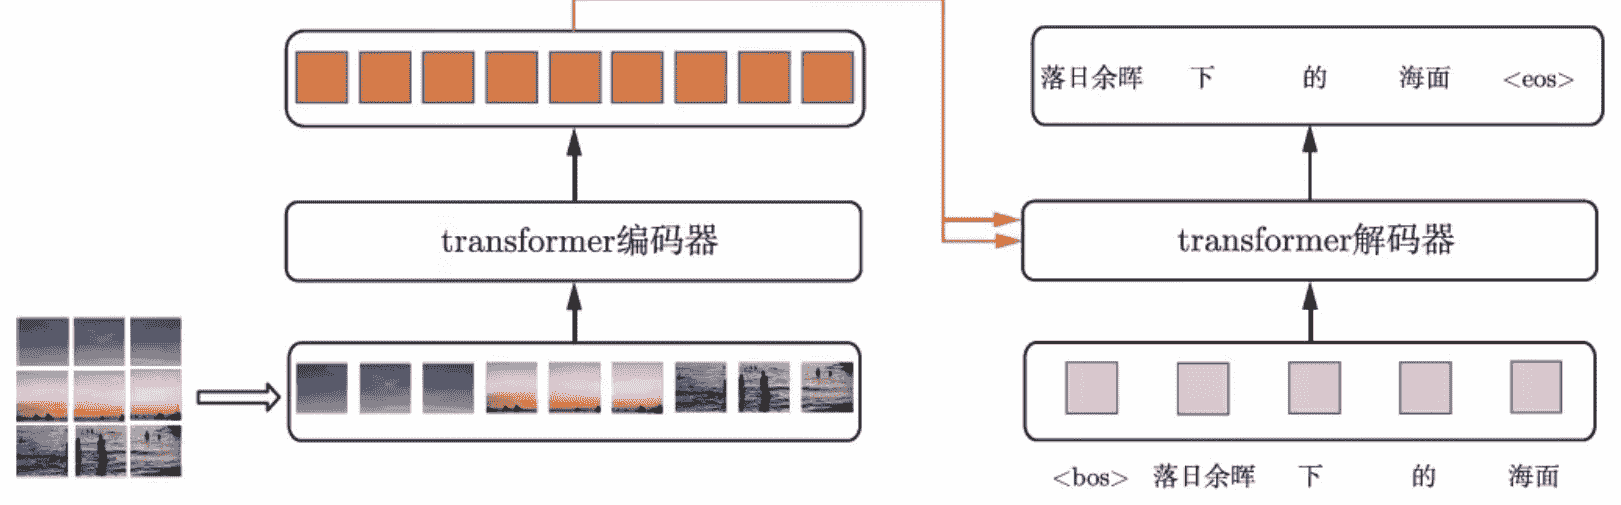 落日余晖 下 的 海面 <eos>
transformer编码器
transformer解码器
<bos> 落日余晖 下 的 海面